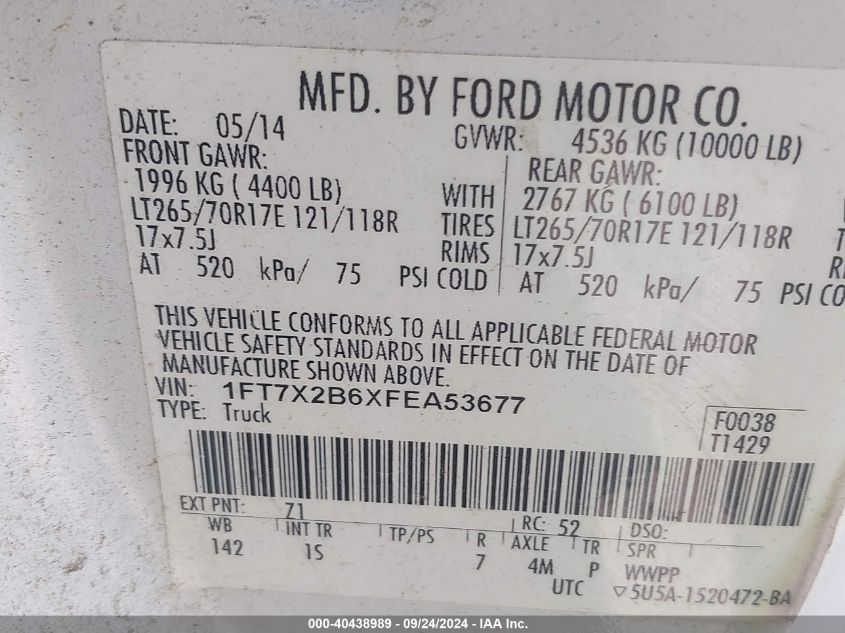 MFD. BY FORD MOTOR CO.
DATE: 05/14 GVWR: 4536 KG (10000 LB)
FRONT GAWR: REAR GAWR:
1996 KG ( 4400 LB) WITH 2767 KG ( 6100 LB)
LT265/70R17E 121/118R TIRES LT265/70R17E 121/118R
17x7.5J RIMS 17x7.5J
AT 520 kPa/ 75 PSI COLD AT 520 kPa/ 75 PSI CO
THIS VEHICLE CONFORMS TO ALL APPLICABLE FEDERAL MOTOR
VEHICLE SAFETY STANDARDS IN EFFECT ON THE DATE OF
MANUFACTURE SHOWN ABOVE.
VIN: 1FT7X2B6XFEA53677
TYPE: Truck F0038
T1429
EXT PNT: Z1 RC: 52 DSO:
WB INT TR TP/PS R AXLE TR SPR
142 1S 7 4M P WWPP
UTC ▽5U5A-1520472-BA
000-40438989 / 09/24/2024 - IAA Inc.